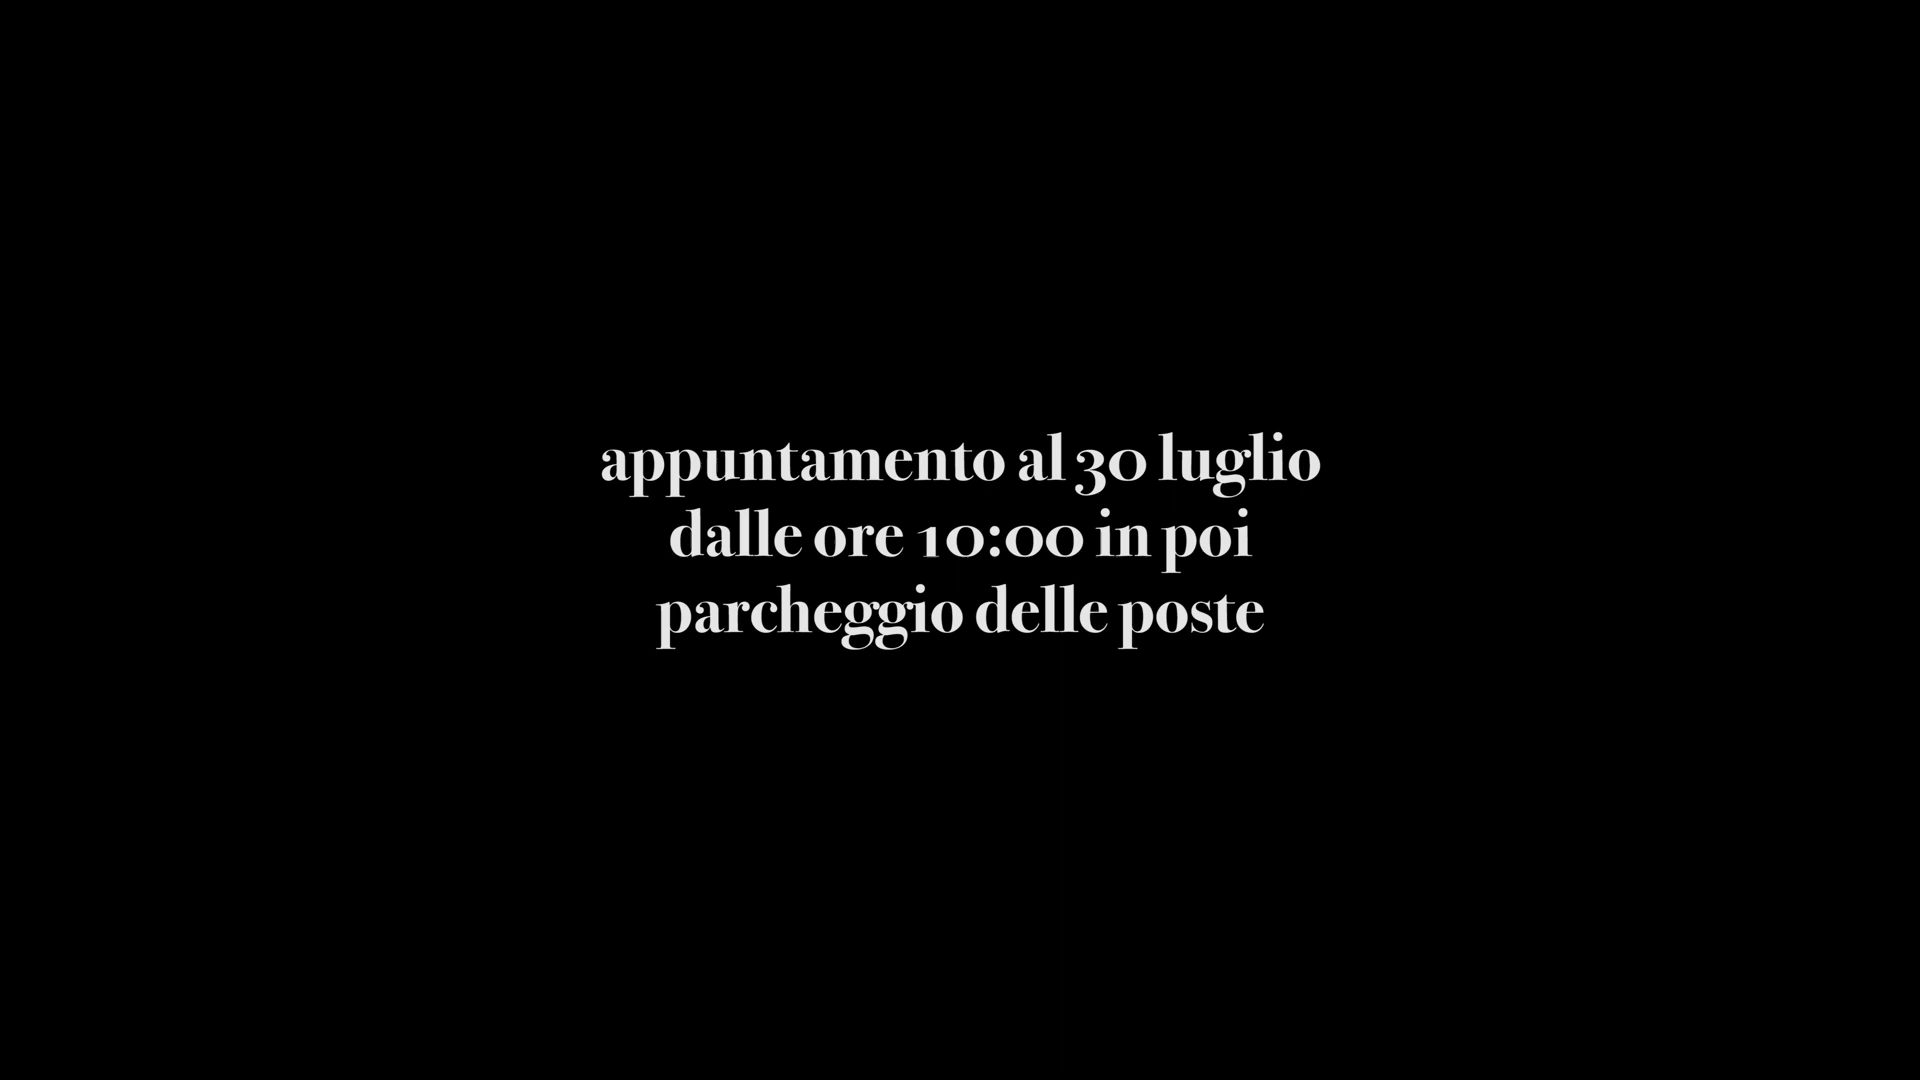 appuntamento al 30 luglio
dalle ore 10:00 in poi
parcheggio delle poste